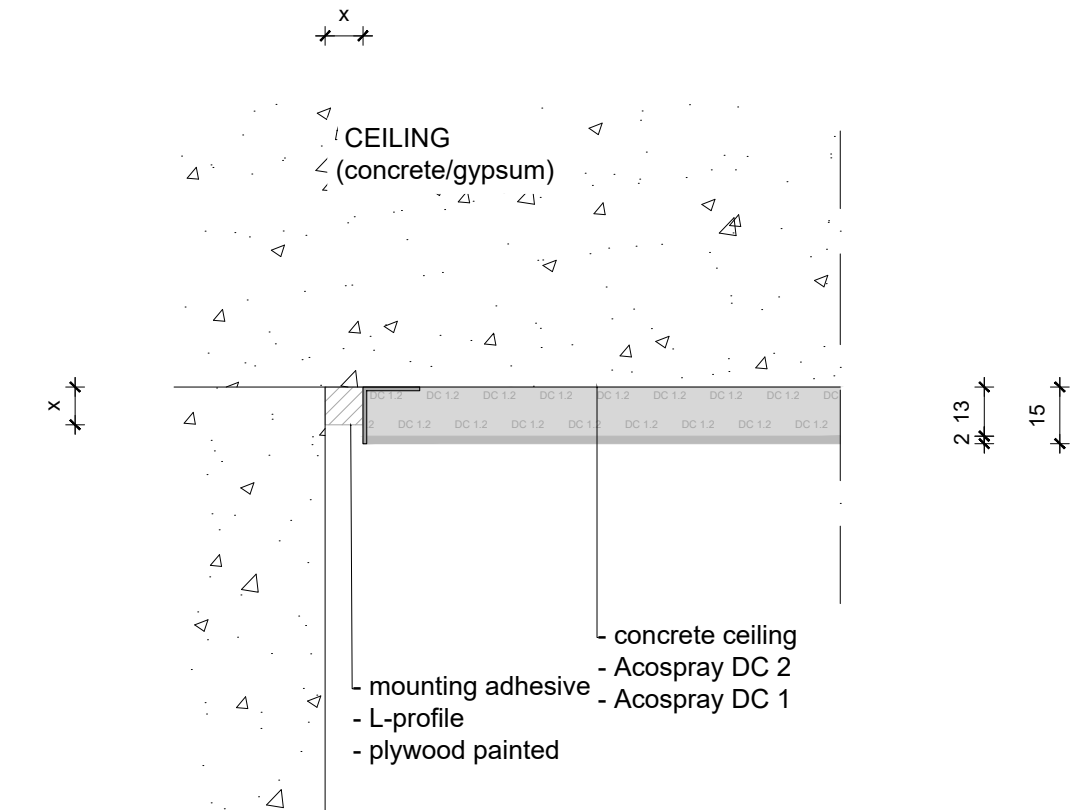 x
CEILING
(concrete/gypsum)
x
DC 1.2 DC 1.2 DC 1.2 DC 1.2 DC 1.2 DC 1.2 DC 1.2 DC 1.2 DC
2 DC 1.2 DC 1.2 DC 1.2 DC 1.2 DC 1.2 DC 1.2 DC 1.2 DC 1.2
2 13
15
- concrete ceiling
- Acospray DC 2
- Acospray DC 1
- mounting adhesive
- L-profile
- plywood painted